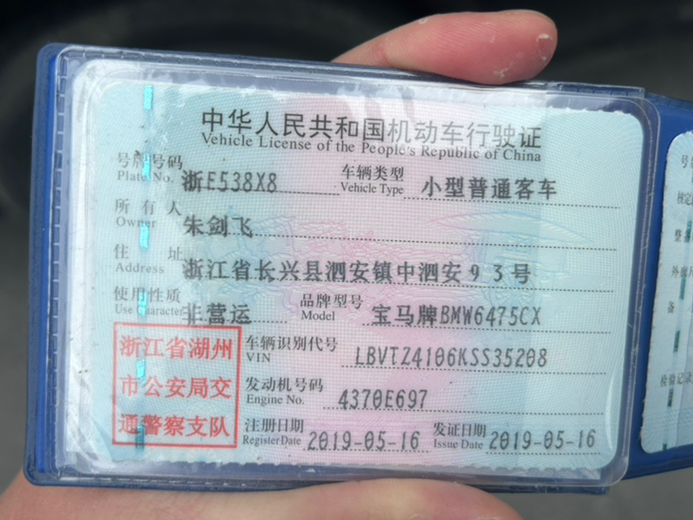 中华人民共和国机动车行驶证
Vehicle License of the People's Republic of China
号牌号码 浙E538X8 车辆类型 小型普通客车
Plate No. Vehicle Type
所有人 朱剑飞
Owner
住址 浙江省长兴县泗安镇中泗安93号
Address
使用性质 非营运 品牌型号 宝马牌BMW6475CX
Use Character Model
浙江省湖州
市公安局交
通警察支队
车辆识别代号 LBVTZ4106KSS35208
VIN
发动机号码 4370E697
Engine No.
注册日期 2019-05-16 发证日期 2019-05-16
Register Date Issue Date